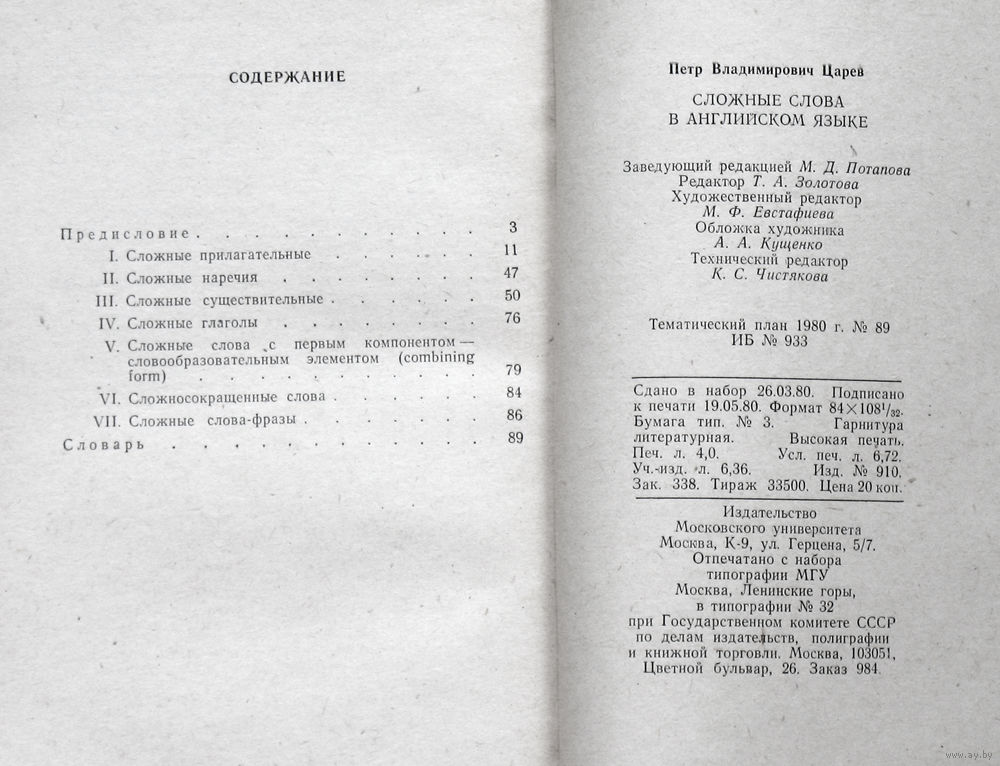 СОДЕРЖАНИЕ
Предисловие . . . . . . . . . . . 3
I. Сложные прилагательные . . . . . . 11
II. Сложные наречия . . . . . . . . 47
III. Сложные существительные . . . . . . 50
IV. Сложные глаголы . . . . . . . . 76
V. Сложные слова с первым компонентом —
словообразовательным элементом (combining
form) . . . . . . . . . . . 79
VI. Сложносокращенные слова . . . . . . 84
VII. Сложные слова-фразы . . . . . . . 86
Словарь . . . . . . . . . . . . 89
Петр Владимирович Царев
СЛОЖНЫЕ СЛОВА
В АНГЛИЙСКОМ ЯЗЫКЕ
Заведующий редакцией М. Д. Потапова
Редактор Т. А. Золотова
Художественный редактор
М. Ф. Евстафиева
Обложка художника
А. А. Кущенко
Технический редактор
К. С. Чистякова
Тематический план 1980 г. № 89
ИБ № 933
Сдано в набор 26.03.80. Подписано
к печати 19.05.80. Формат 84×108 1/32.
Бумага тип. № 3. Гарнитура
литературная. Высокая печать.
Печ. л. 4,0. Усл. печ. л. 6,72.
Уч.-изд. л. 6,36. Изд. № 910.
Зак. 338. Тираж 33500. Цена 20 коп.
Издательство
Московского университета
Москва, К-9, ул. Герцена, 5/7.
Отпечатано с набора
типографии МГУ
Москва, Ленинские горы,
в типографии № 32
при Государственном комитете СССР
по делам издательств, полиграфии
и книжной торговли. Москва, 103051,
Цветной бульвар, 26. Заказ 984.
www.ay.by